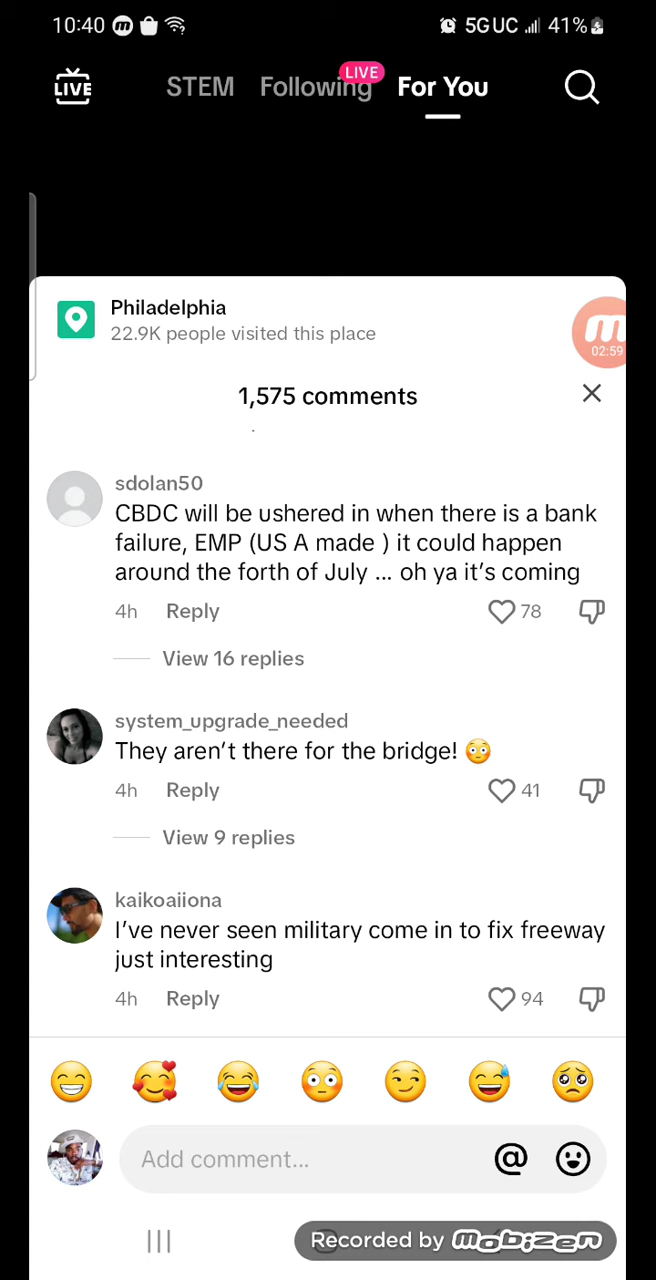 10:40 5G UC 41%
LIVE STEM Following LIVE For You
Philadelphia
22.9K people visited this place
m
02:59
1,575 comments
sdolan50
CBDC will be ushered in when there is a bank
failure, EMP (US A made ) it could happen
around the forth of July ... oh ya it's coming
4h Reply 78
View 16 replies
system_upgrade_needed
They aren't there for the bridge! 😳
4h Reply 41
View 9 replies
kaikoaiiona
I've never seen military come in to fix freeway
just interesting
4h Reply 94
Add comment... @
Recorded by mobizen